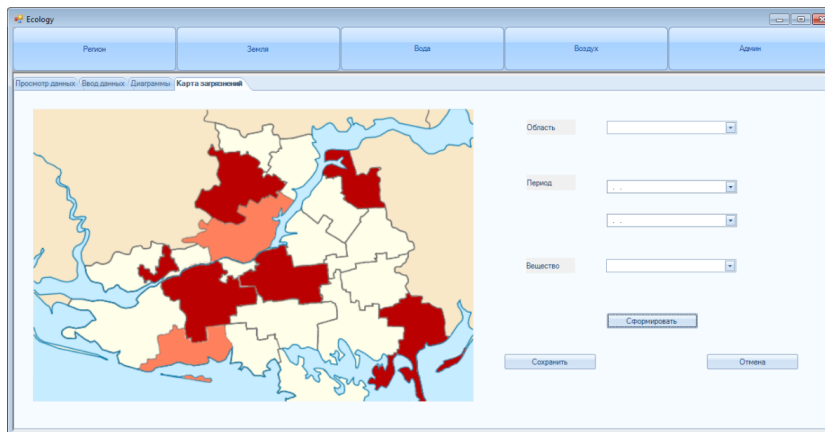 Ecology
Регион Земля Вода Воздух Админ
Просмотр данных Ввод данных Диаграммы Карта загрязнений
Область
Период
. .
. .
Вещество
Сформировать
Сохранить Отмена